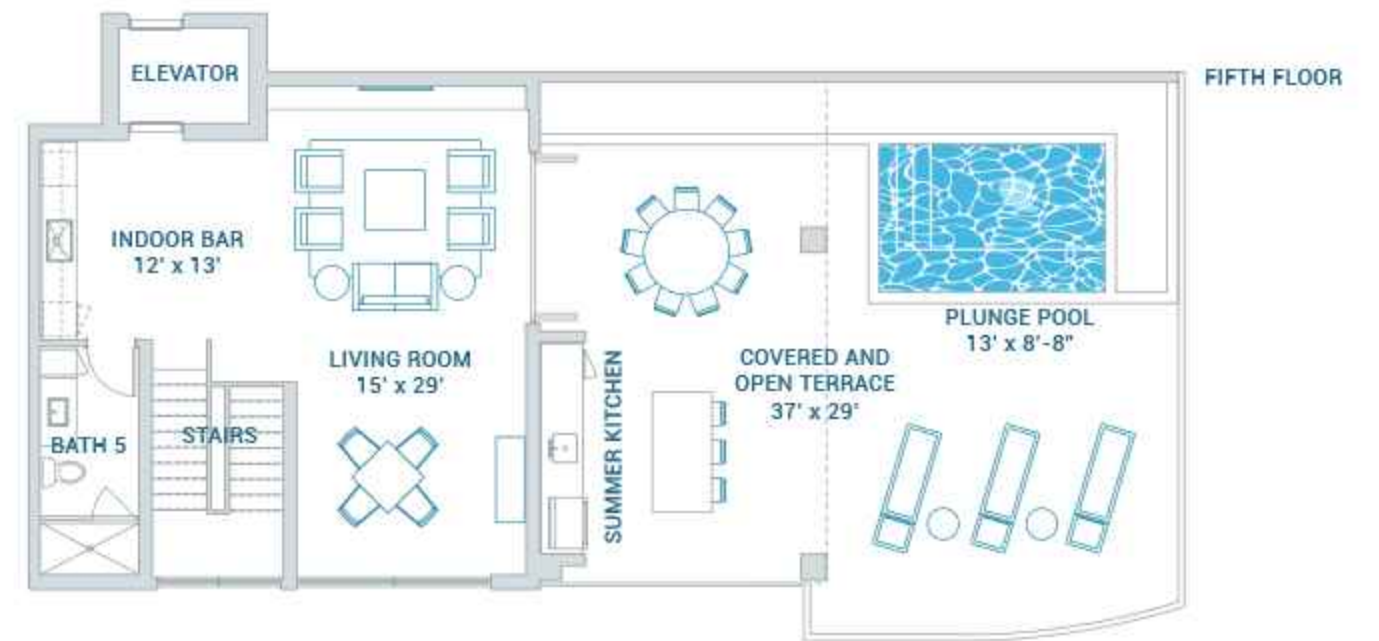 ELEVATOR
FIFTH FLOOR
INDOOR BAR
12' x 13'
PLUNGE POOL
13' x 8'-8"
LIVING ROOM
15' x 29'
COVERED AND
OPEN TERRACE
37' x 29'
SUMMER KITCHEN
STAIRS
BATH 5